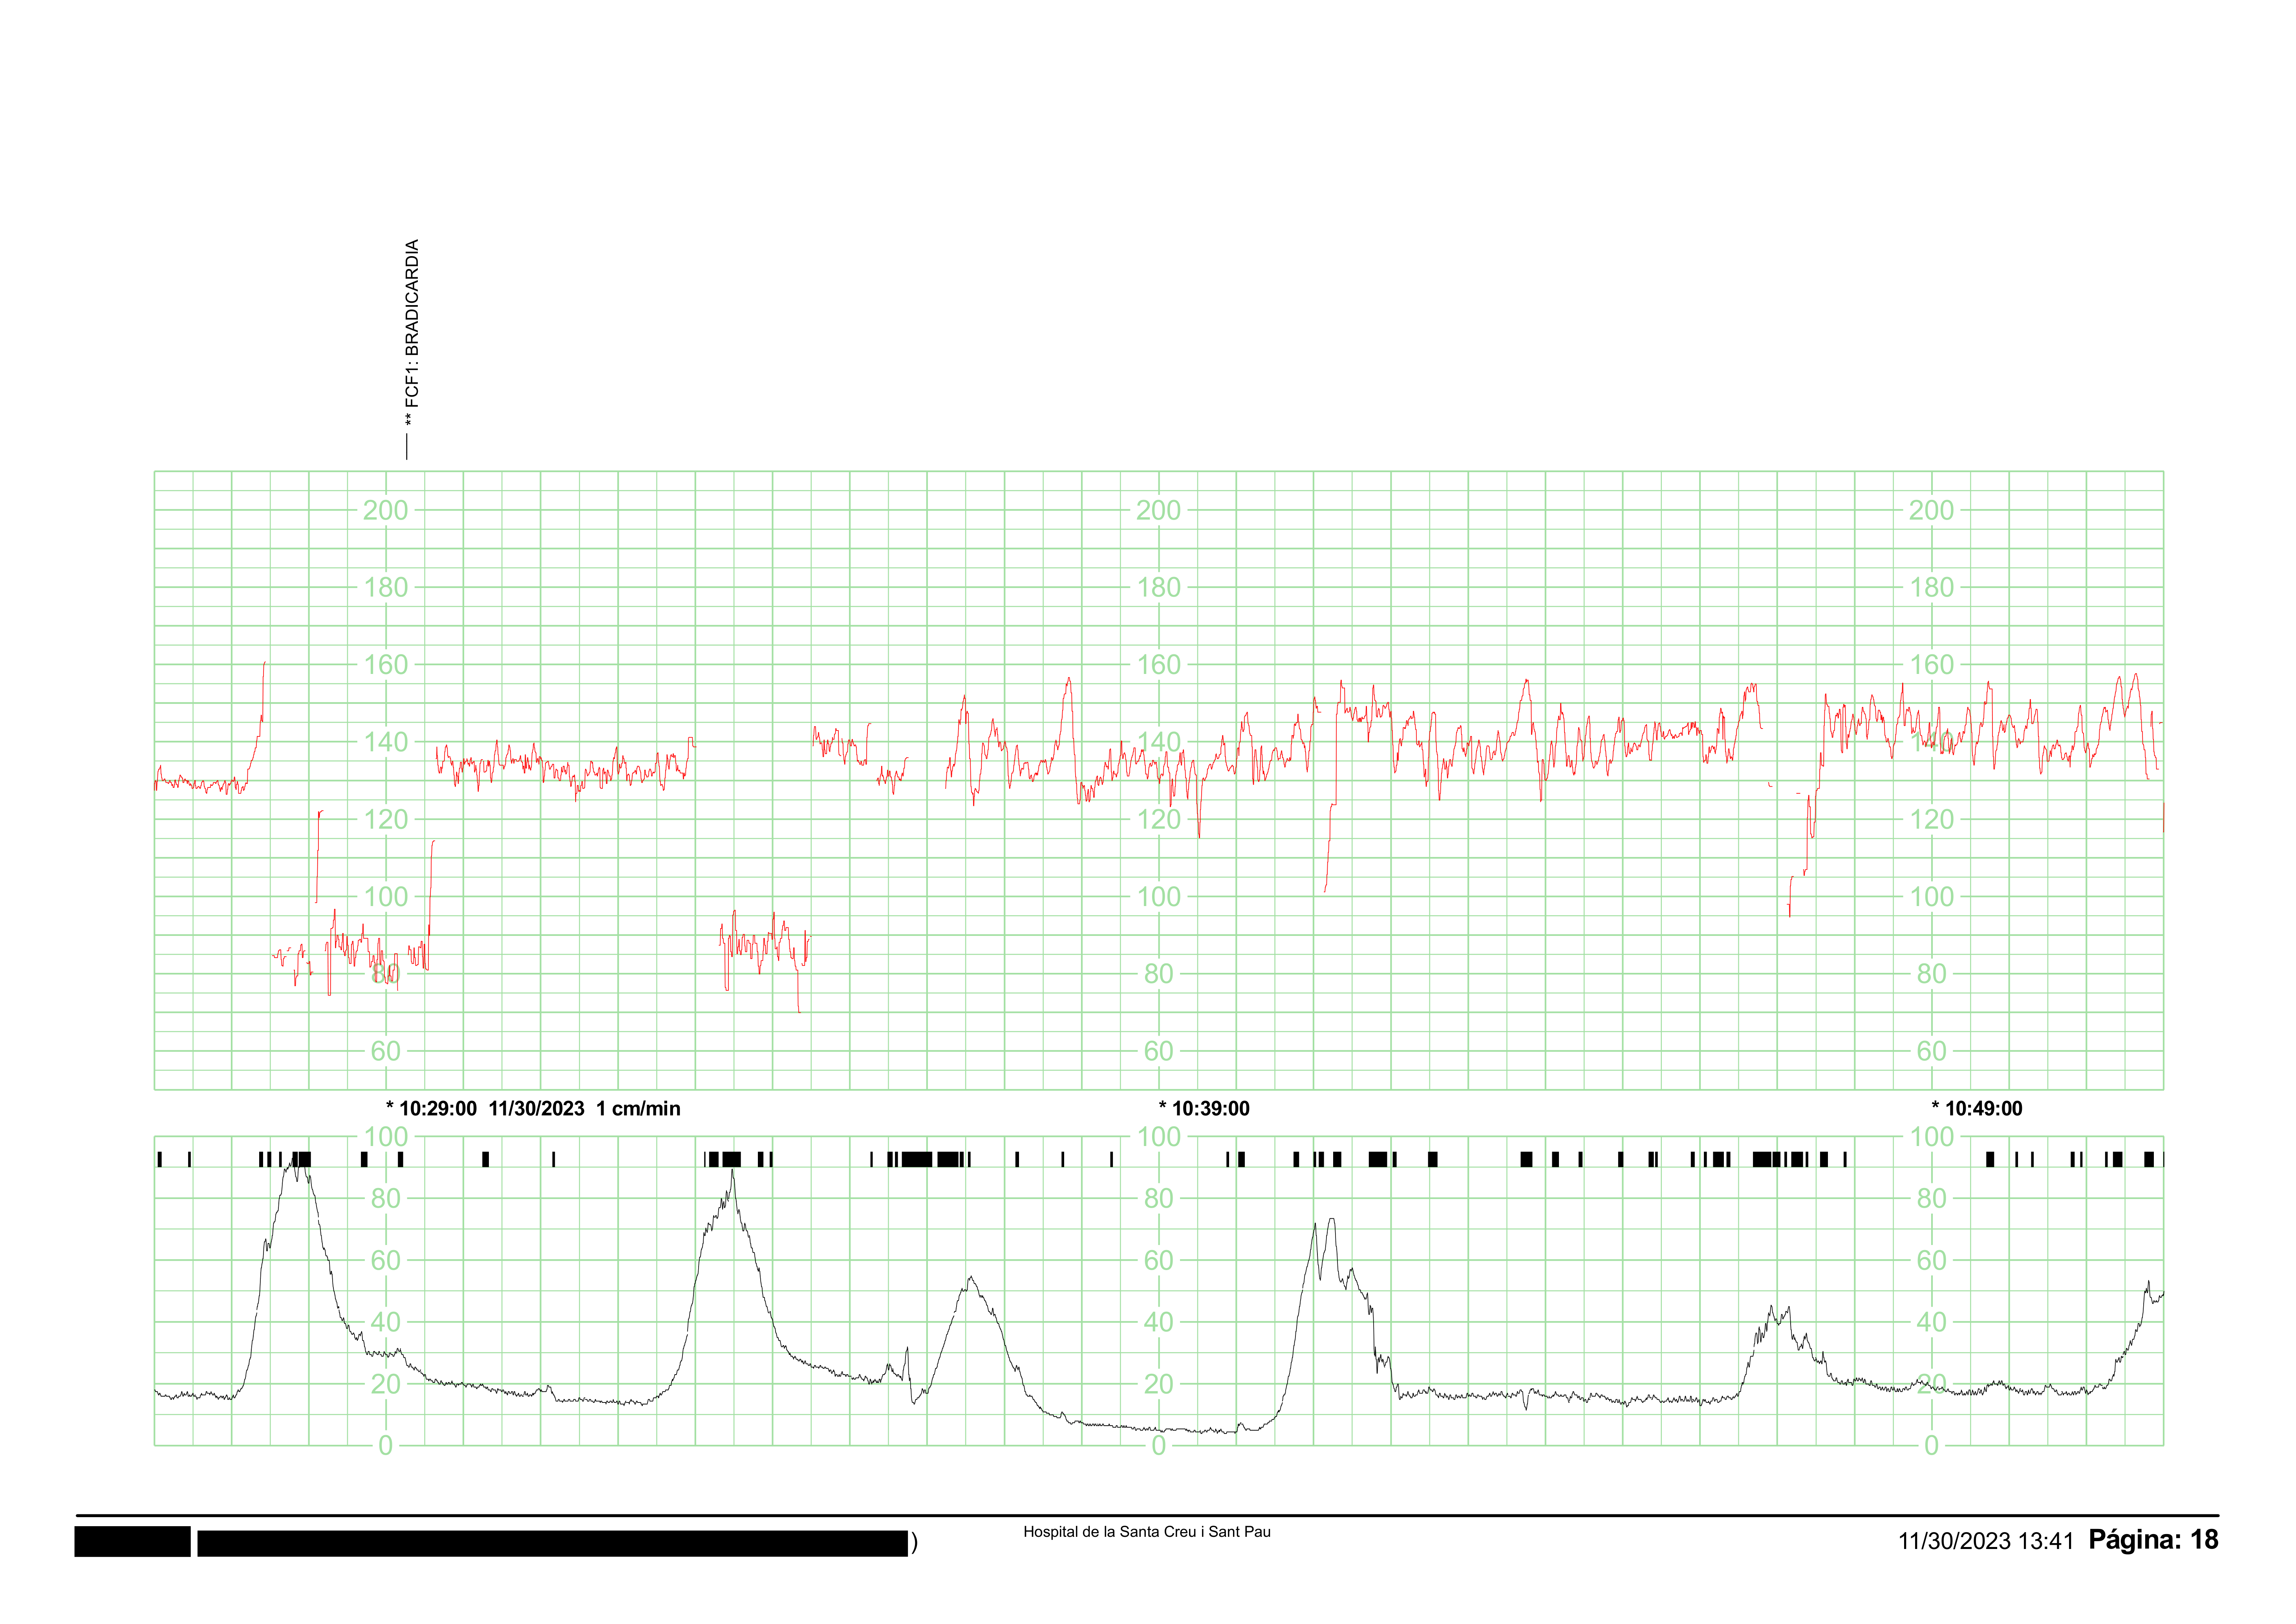 ** FCF1: BRADICARDIA
200 200 200
180 180 180
160 160 160
140 140 140
120 120 120
100 100 100
80 80 80
60 60 60
* 10:29:00 11/30/2023 1 cm/min * 10:39:00 * 10:49:00
100 100 100
80 80 80
60 60 60
40 40 40
20 20 20
0 0 0
) Hospital de la Santa Creu i Sant Pau 11/30/2023 13:41 Página: 18